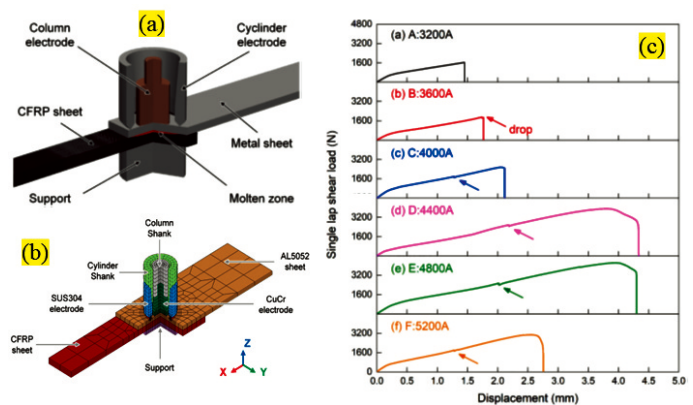 (a)
Column
electrode
Cyclinder
electrode
CFRP sheet
Metal sheet
Support
Molten zone
(b)
Column
Shank
Cylinder
Shank
AL5052
sheet
SUS304
electrode
CuCr
electrode
CFRP
sheet
Support
Z
X
Y
(c)
Single lap shear load (N)
4800
3200
1600
0
(a) A:3200A
3200
1600
(b) B:3600A
drop
3200
1600
(c) C:4000A
3200
1600
(d) D:4400A
3200
1600
(e) E:4800A
3200
1600
0
(f) F:5200A
0.0 0.5 1.0 1.5 2.0 2.5 3.0 3.5 4.0 4.5 5.0
Displacement (mm)